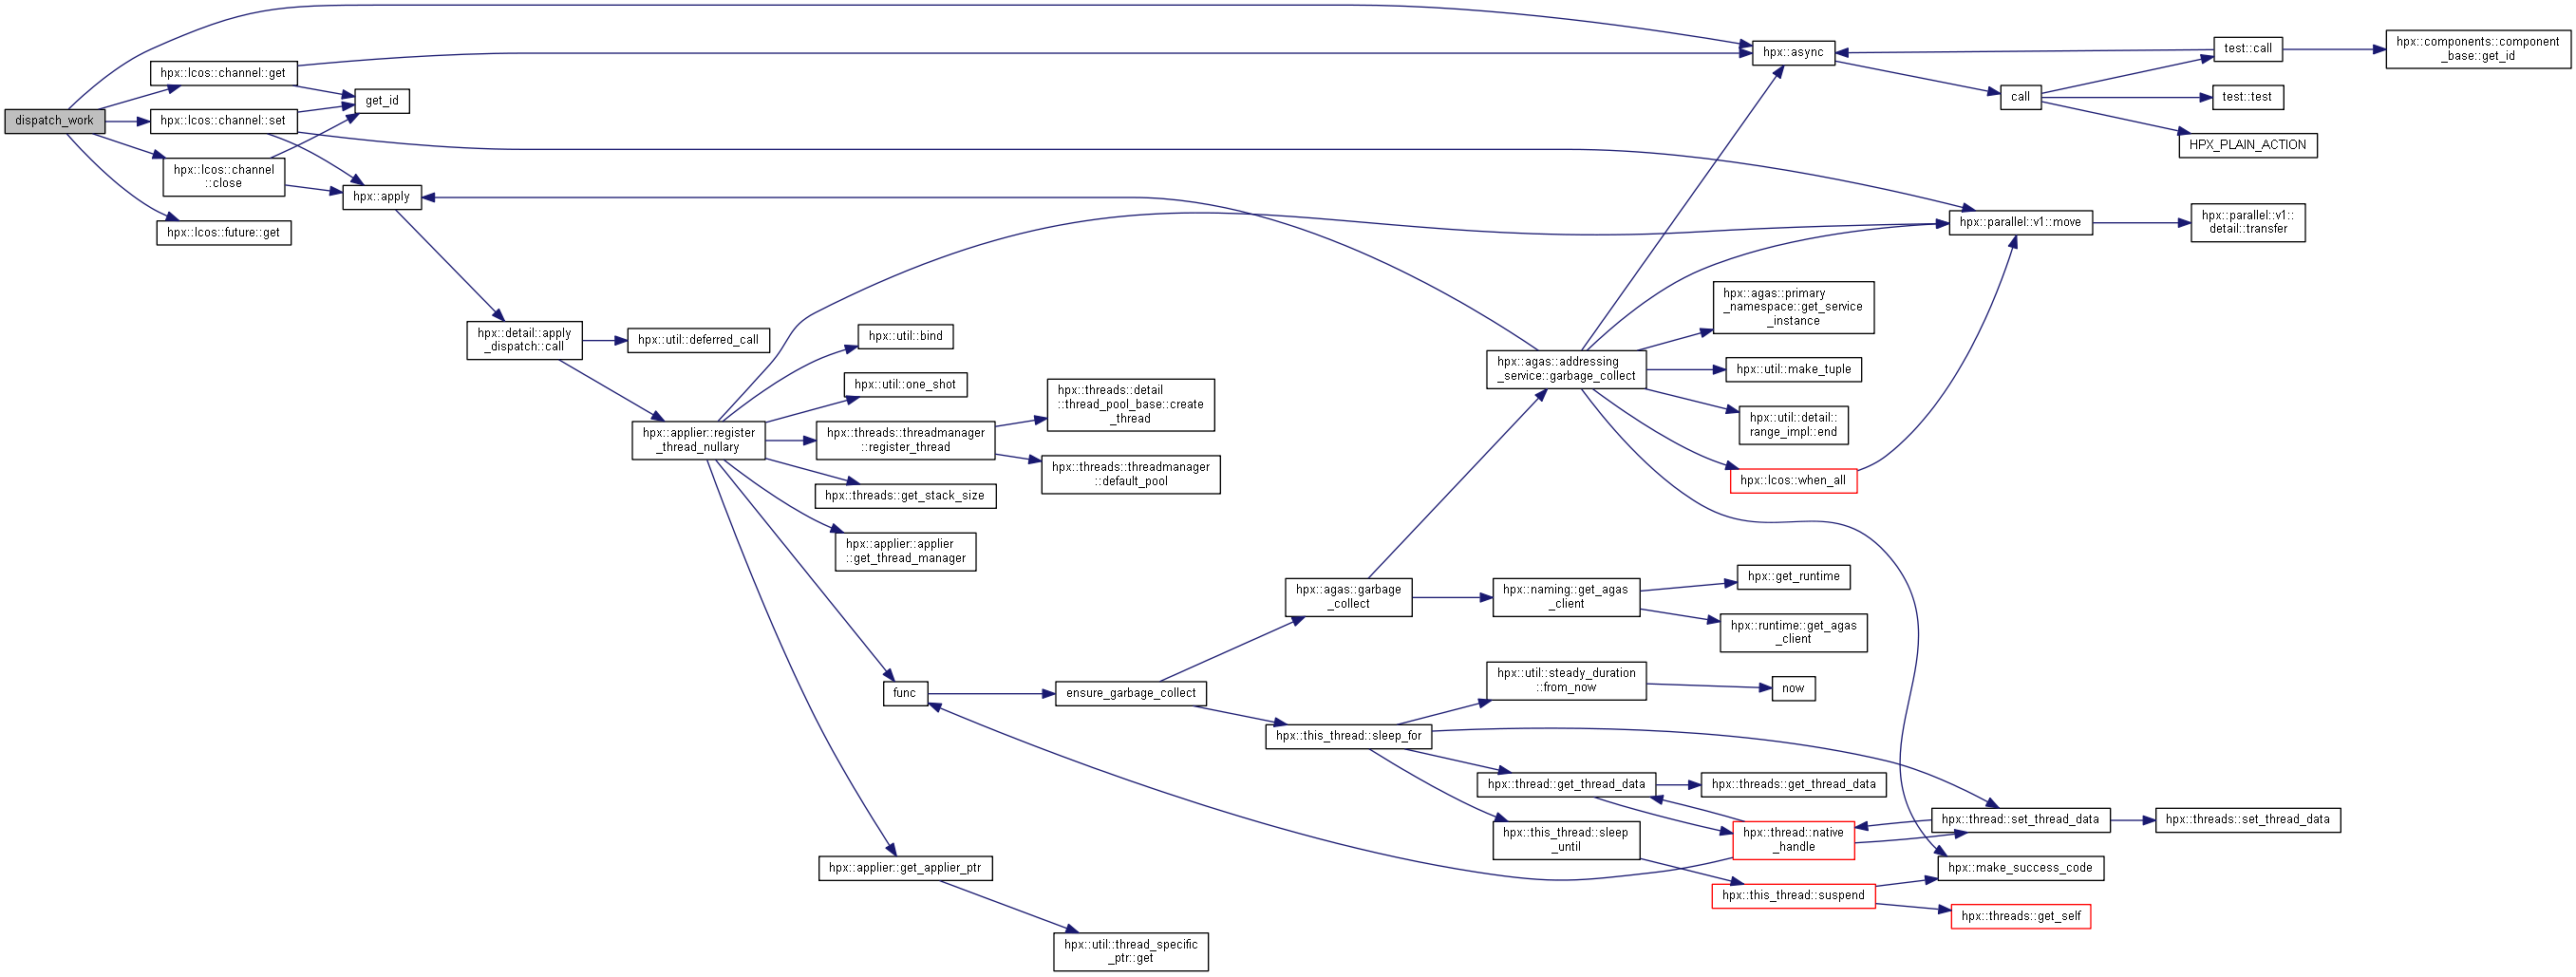 dispatch_work
hpx::lcos::channel::get
hpx::lcos::channel::set
hpx::lcos::channel
::close
hpx::lcos::future::get
get_id
hpx::apply
hpx::detail::apply
_dispatch::call
hpx::util::deferred_call
hpx::applier::register
_thread_nullary
hpx::util::bind
hpx::util::one_shot
hpx::threads::threadmanager
::register_thread
hpx::threads::get_stack_size
hpx::applier::applier
::get_thread_manager
func
hpx::applier::get_applier_ptr
hpx::threads::detail
::thread_pool_base::create
_thread
hpx::threads::threadmanager
::default_pool
ensure_garbage_collect
hpx::util::thread_specific
_ptr::get
hpx::agas::garbage
_collect
hpx::this_thread::sleep_for
hpx::agas::addressing
_service::garbage_collect
hpx::naming::get_agas
_client
hpx::util::steady_duration
::from_now
hpx::thread::get_thread_data
hpx::this_thread::sleep
_until
hpx::async
hpx::agas::primary
_namespace::get_service
_instance
hpx::util::make_tuple
hpx::util::detail::
range_impl::end
hpx::lcos::when_all
hpx::get_runtime
hpx::runtime::get_agas
_client
now
hpx::threads::get_thread_data
hpx::thread::native
_handle
hpx::this_thread::suspend
call
hpx::parallel::v1::move
hpx::thread::set_thread_data
hpx::make_success_code
hpx::threads::get_self
test::call
test::test
HPX_PLAIN_ACTION
hpx::parallel::v1::
detail::transfer
hpx::threads::set_thread_data
hpx::components::component
_base::get_id